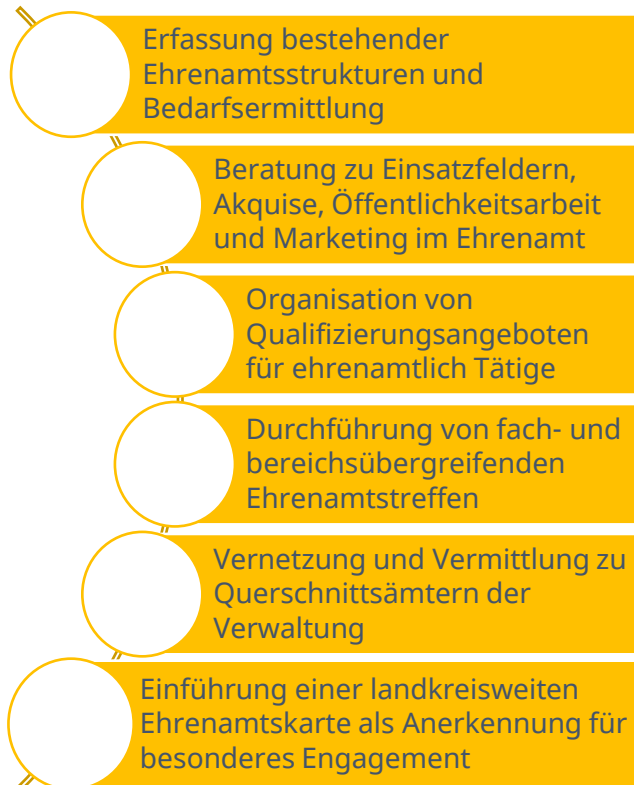 Erfassung bestehender
Ehrenamtsstrukturen und
Bedarfsermittlung
Beratung zu Einsatzfeldern,
Akquise, Öffentlichkeitsarbeit
und Marketing im Ehrenamt
Organisation von
Qualifizierungsangeboten
für ehrenamtlich Tätige
Durchführung von fach- und
bereichsübergreifenden
Ehrenamtstreffen
Vernetzung und Vermittlung zu
Querschnittsämtern der
Verwaltung
Einführung einer landkreisweiten
Ehrenamtskarte als Anerkennung für
besonderes Engagement